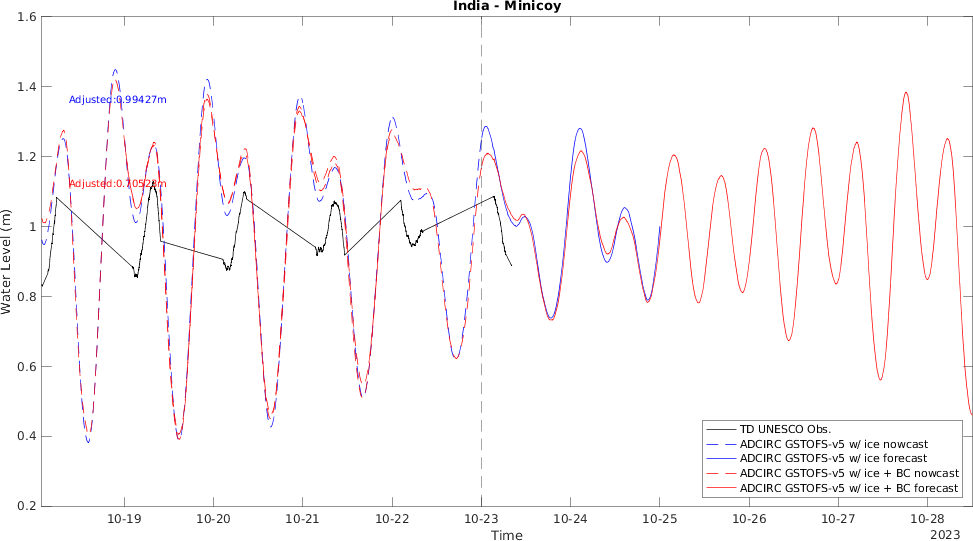 India - Minicoy
1.6
1.4
1.2
1
0.8
0.6
0.4
0.2
Water Level (m)
Adjusted:0.99427m
10-19
10-20
10-21
10-22
10-23
10-24
10-25
10-26
10-27
10-28
2023
Time
TD UNESCO Obs.
ADCIRC GSTOFS-v5 w/ ice nowcast
ADCIRC GSTOFS-v5 w/ ice forecast
ADCIRC GSTOFS-v5 w/ ice + BC nowcast
ADCIRC GSTOFS-v5 w/ ice + BC forecast